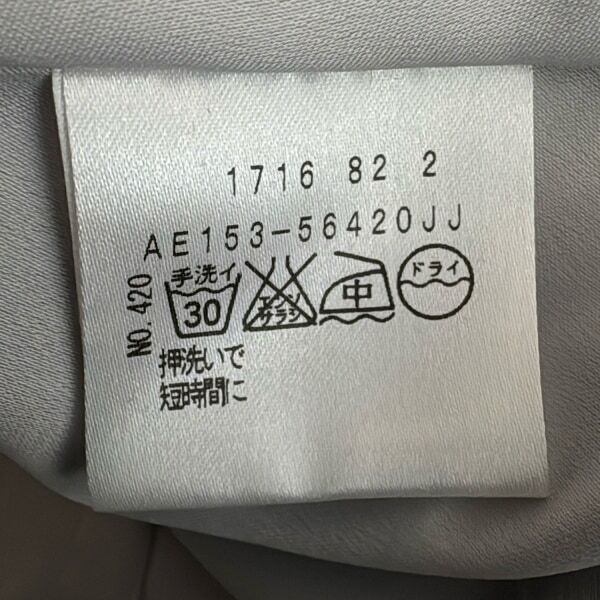 1716 82 2
AE153-56420JJ
NO.420
手洗イ
30
エンソ
サラシ
中
ドライ
押洗いで
短時間に